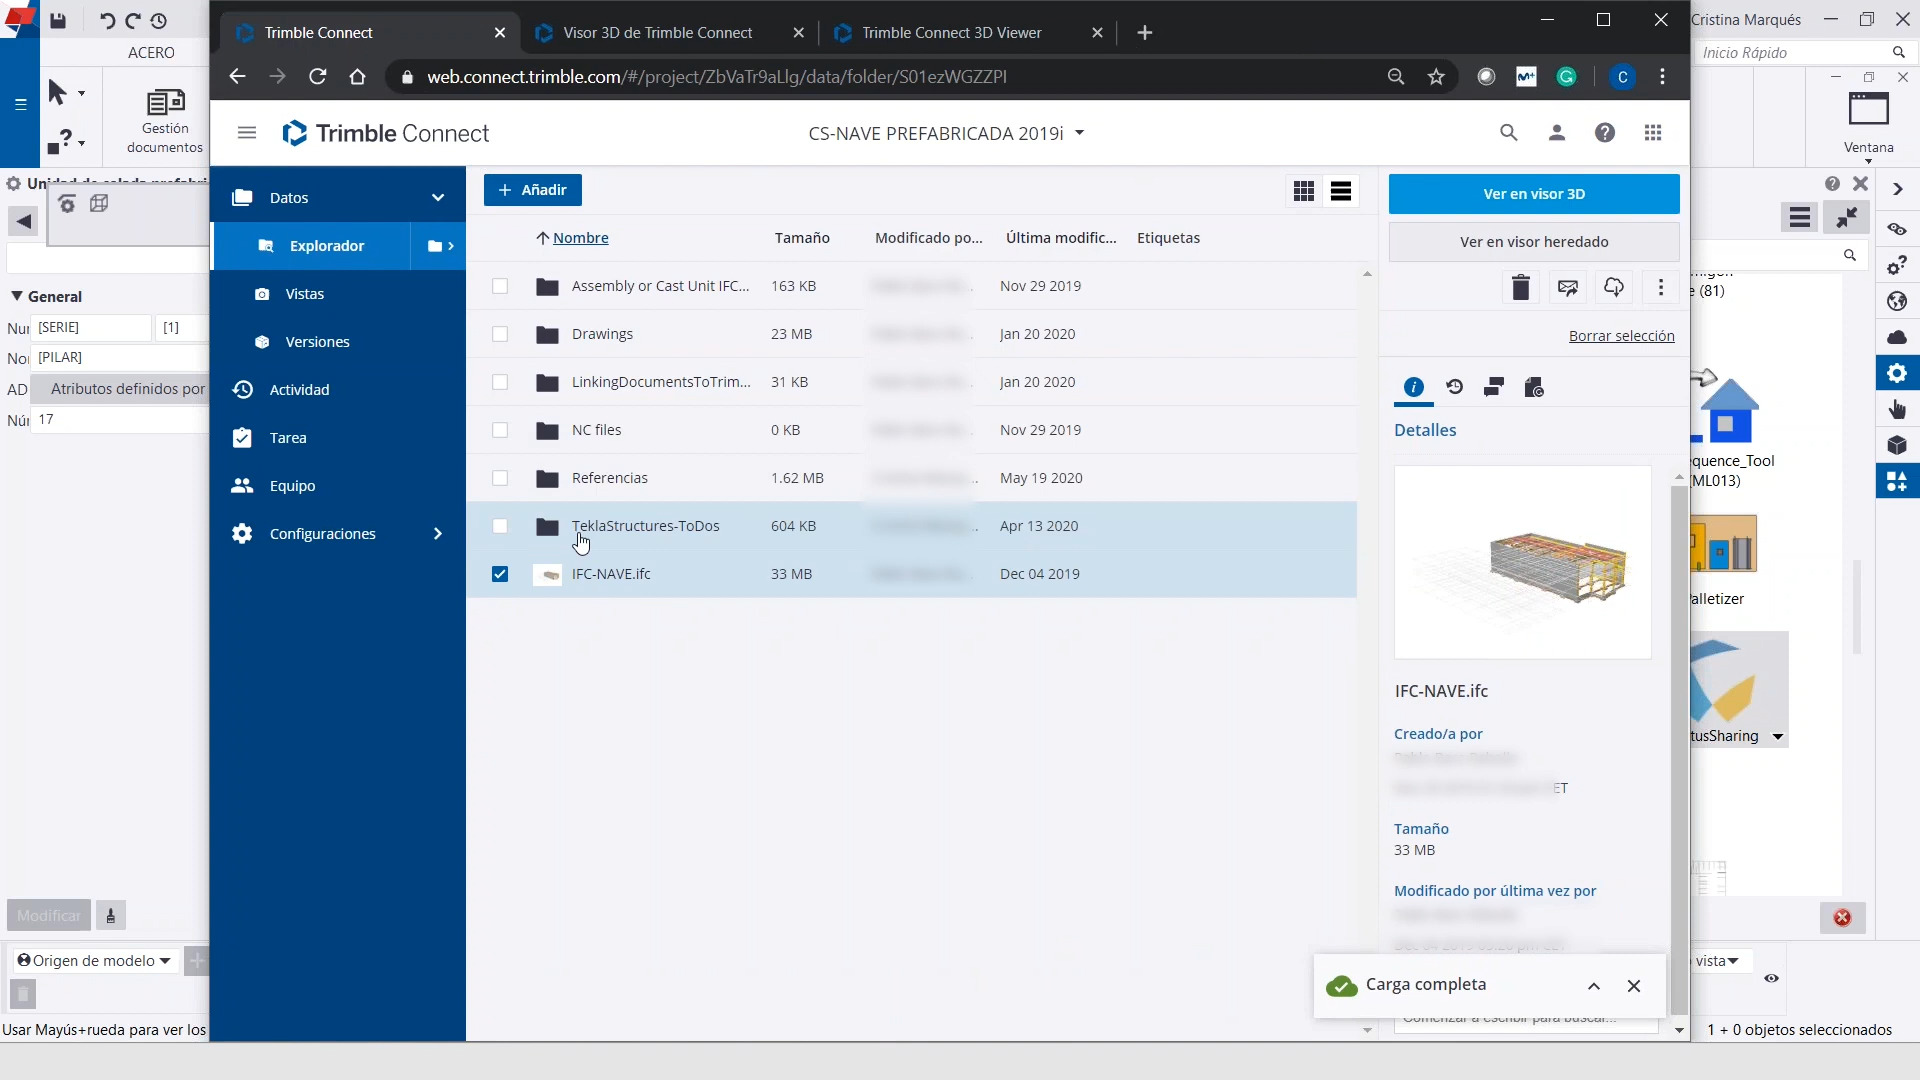 Trimble Connect
Visor 3D de Trimble Connect
Trimble Connect 3D Viewer
Cristina Marqués
ACERO
web.connect.trimble.com/#/project/ZbVaTr9aLlg/data/folder/S01ezWGZZPI
C
Inicio Rápido
Gestión
documentos
Trimble Connect
CS-NAVE PREFABRICADA 2019i
Ventana
Datos
Añadir
Ver en visor 3D
Explorador
Nombre
Tamaño
Modificado po...
Última modific...
Etiquetas
Ver en visor heredado
Vistas
Assembly or Cast Unit IFC...
163 KB
Nov 29 2019
e (81)
General
[SERIE]
[1]
Versiones
Drawings
23 MB
Jan 20 2020
Borrar selección
[PILAR]
AD
Atributos definidos por
Actividad
LinkingDocumentsToTrim...
31 KB
Jan 20 2020
17
Tarea
NC files
0 KB
Nov 29 2019
Detalles
Equipo
Referencias
1.62 MB
May 19 2020
quence_Tool
(ML013)
Configuraciones
TeklaStructures-ToDos
604 KB
Apr 13 2020
IFC-NAVE.ifc
33 MB
Dec 04 2019
alletizer
IFC-NAVE.ifc
Creado/a por
tusSharing
ET
Tamaño
33 MB
Modificado por última vez por
Modificar
Origen de modelo
vista
Carga completa
Comenzar a escribir para buscar...
Usar Mayús+rueda para ver los
1 + 0 objetos seleccionados